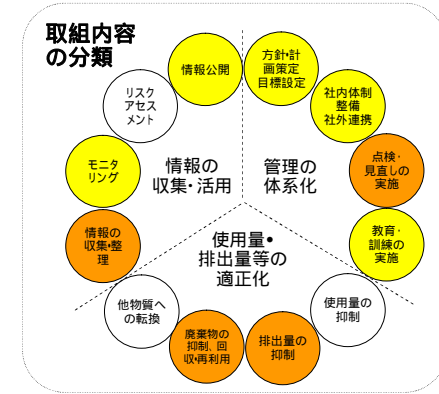 取組内容
の分類
情報公開
方針・計
画策定
目標設定
リスク
アセス
メント
社内体制
整備
社外連携
モニタ
リング
情報の
収集・活用
管理の
体系化
点検・
見直しの
実施
情報の
収集・整
理
使用量・
排出量等の
適正化
教育・
訓練の
実施
他物質へ
の転換
使用量の
抑制
廃棄物の
抑制、回
収・再利用
排出量の
抑制